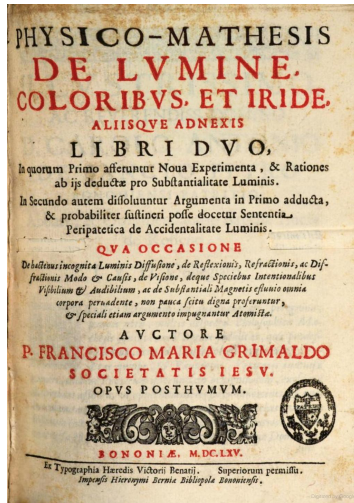 PHYSICO-MATHESIS
DE LVMINE,
COLORIBVS, ET IRIDE,
ALIISQVE ADNEXIS
LIBRI DVO,
In quorum Primo asseruntur Noua Experimenta, & Rationes
ab ijs deductæ pro Substantialitate Luminis.
In Secundo autem dissoluuntur Argumenta in Primo adducta,
& probabiliter sustineri posse docetur Sententia
Peripatetica de Accidentalitate Luminis.
QVA OCCASIONE
De hactenus incognita Luminis Diffusione, de Reflexionis, Refractionis, ac Dif-
fractionis Modo & Causis, de Visione, deque Speciebus Intentionalibus
Visibilium & Audibilium, ac de Substantiali Magnetis effluuio omnia
corpora peruadente, non pauca scitu digna proferuntur,
& speciali etiam argumento impugnantur Atomistæ.
AVCTORE
P. FRANCISCO MARIA GRIMALDO
SOCIETATIS IESV.
OPVS POSTHVMVM.
BONONIÆ, M.DC.LXV.
Ex Typographia Hæredis Victorij Benatij. Superiorum permissu.
Impensis Hieronymi Bernia Bibliopolæ Bononiensis.